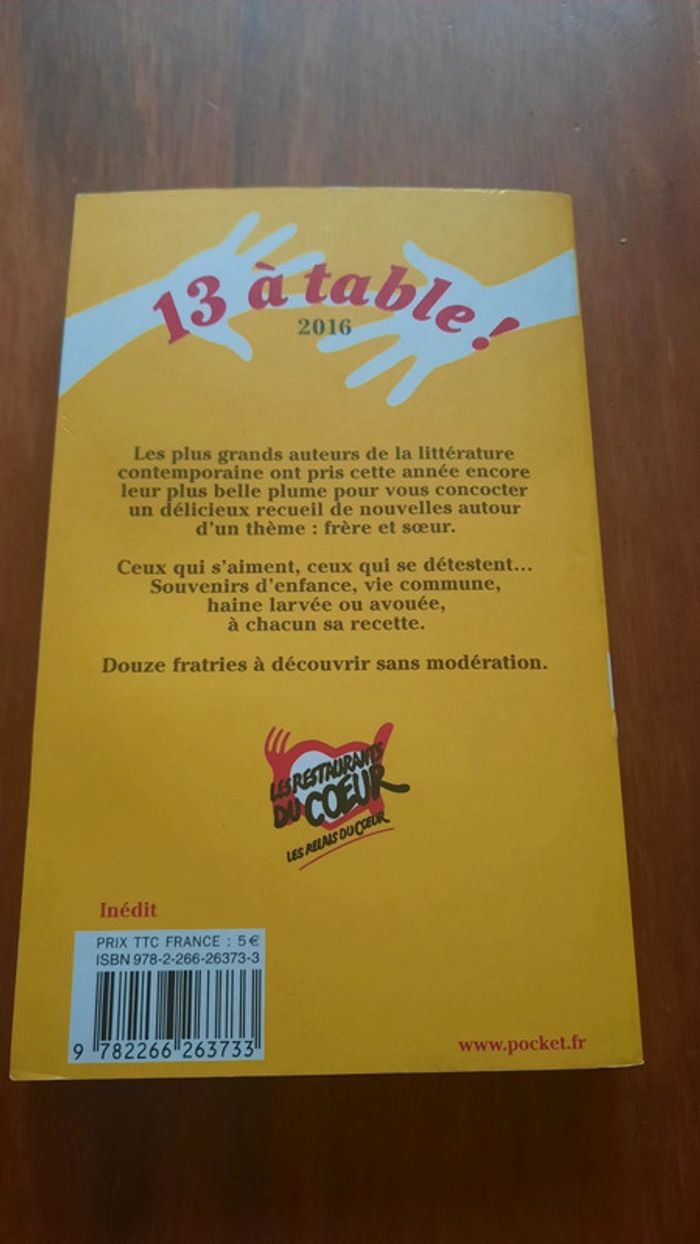 13 à table !
2016
Les plus grands auteurs de la littérature
contemporaine ont pris cette année encore
leur plus belle plume pour vous concocter
un délicieux recueil de nouvelles autour
d'un thème : frère et sœur.
Ceux qui s'aiment, ceux qui se détestent...
Souvenirs d'enfance, vie commune,
haine larvée ou avouée,
à chacun sa recette.
Douze fratries à découvrir sans modération.
LES RESTAURANTS
DU CŒUR
LES RELAIS DU CŒUR
Inédit
PRIX TTC FRANCE : 5 €
ISBN 978-2-266-26373-3
9 782266 263733
www.pocket.fr